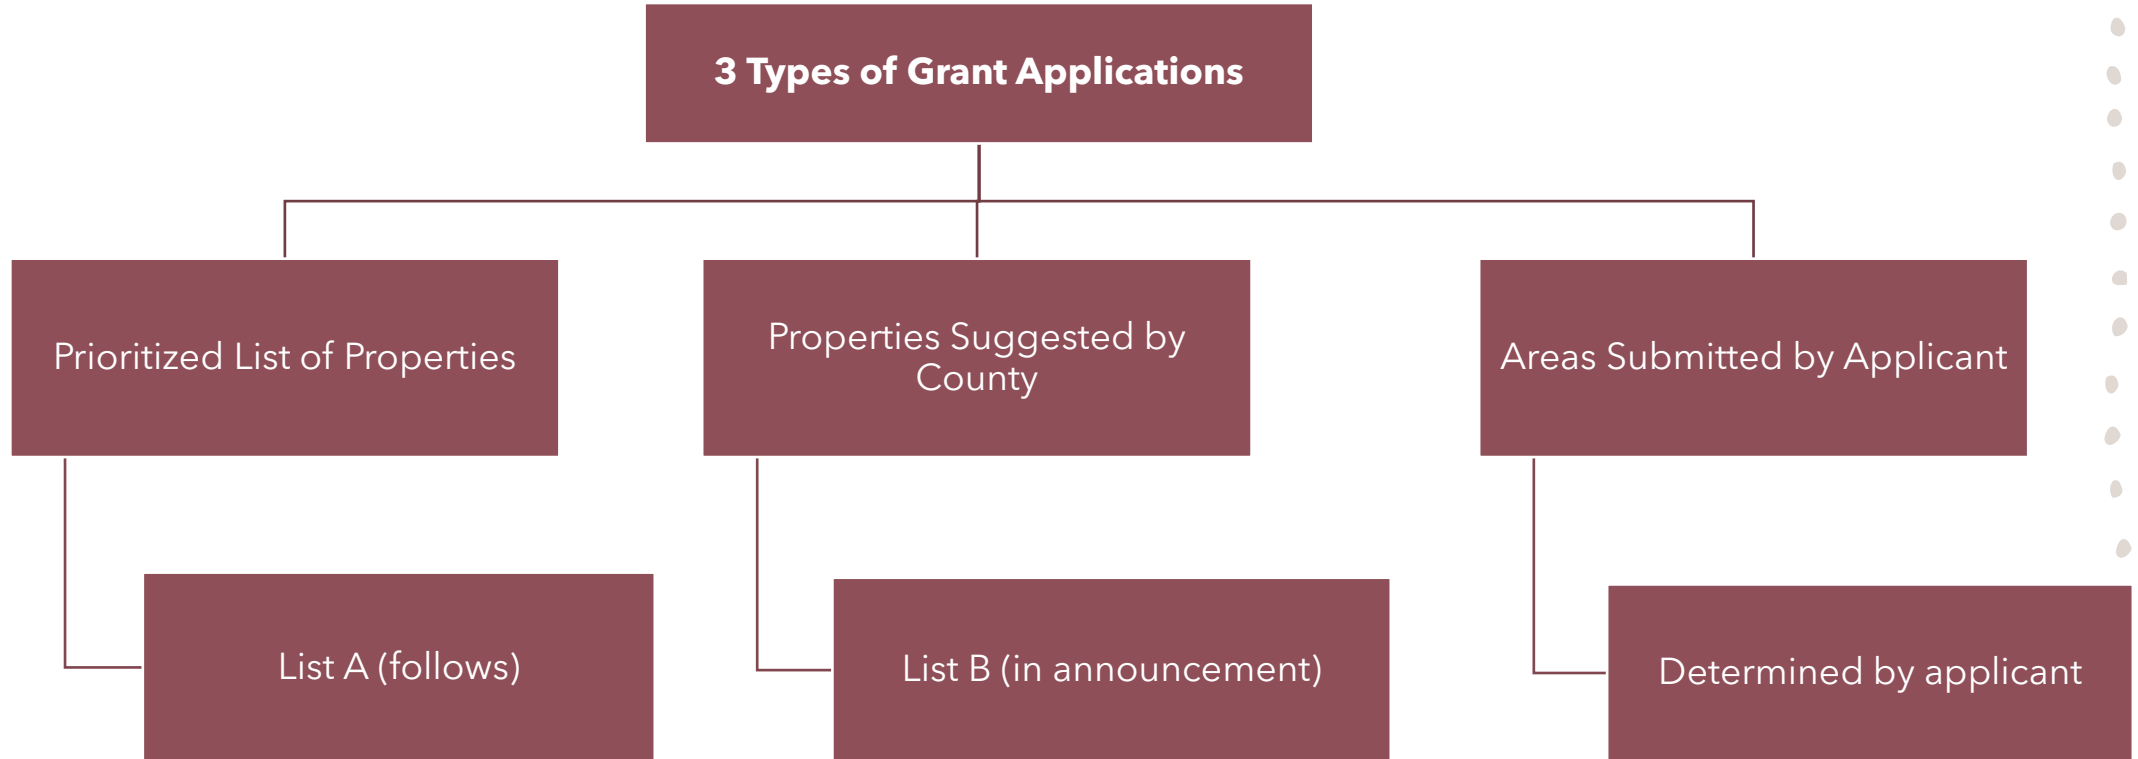 3 Types of Grant Applications
Prioritized List of Properties
Properties Suggested by
County
Areas Submitted by Applicant
List A (follows)
List B (in announcement)
Determined by applicant